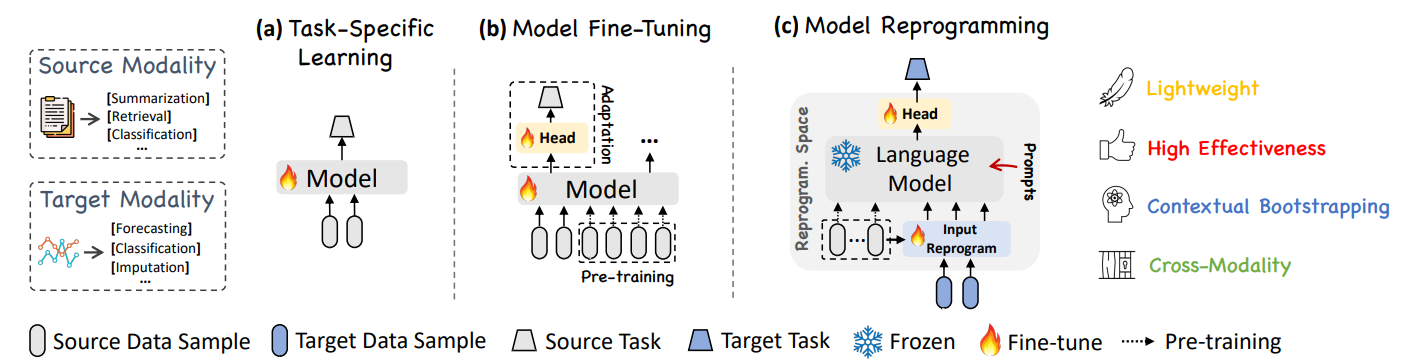 Source Modality
[Summarization]
[Retrieval]
[Classification]
...
Target Modality
[Forecasting]
[Classification]
[Imputation]
...
(a) Task-Specific
Learning
Model
(b) Model Fine-Tuning
Adaptation
Head
...
Model
Pre-training
(c) Model Reprogramming
Reprogram. Space
Head
Language
Model
Prompts
...
Input
Reprogram
Lightweight
High Effectiveness
Contextual Bootstrapping
Cross-Modality
Source Data Sample
Target Data Sample
Source Task
Target Task
Frozen
Fine-tune
Pre-training